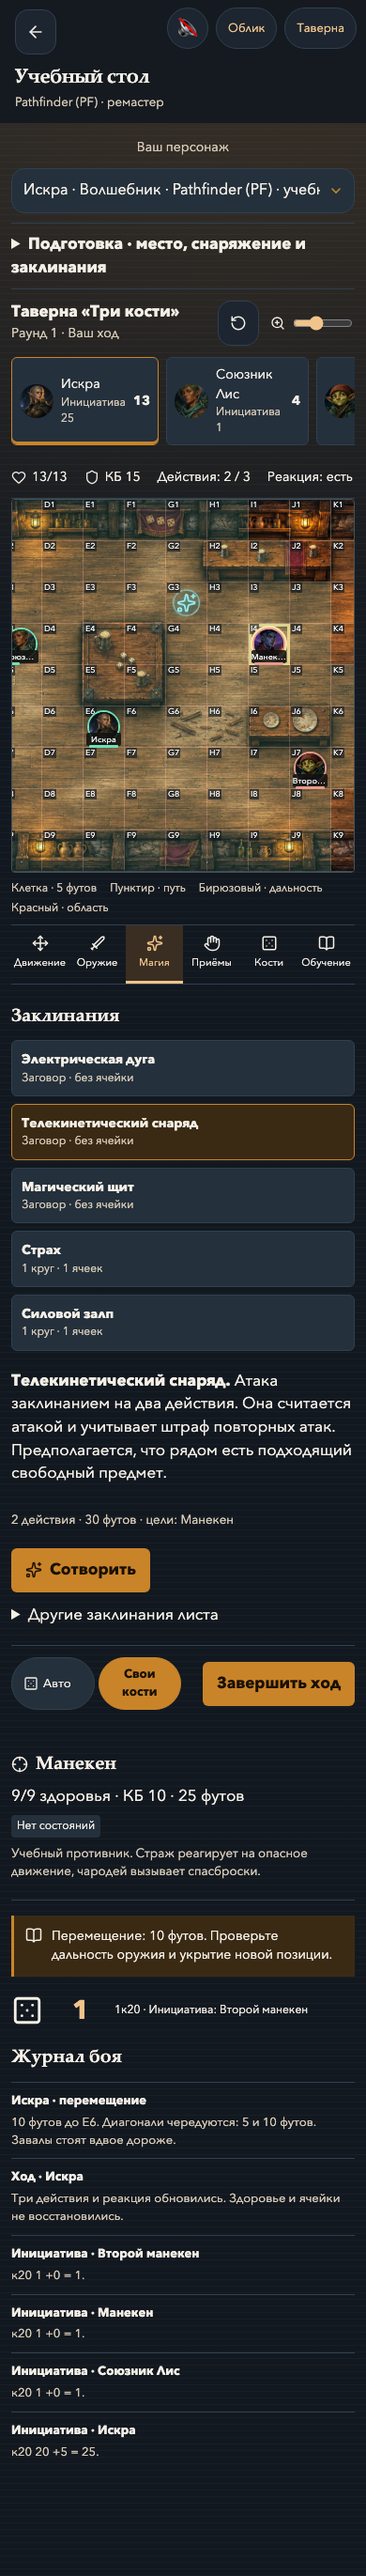 Облик
Таверна
Учебный стол
Pathfinder (PF) · ремастер
Ваш персонаж
Искра · Волшебник · Pathfinder (PF) · учебн
Подготовка · место, снаряжение и
заклинания
Таверна «Три кости»
Раунд 1 · Ваш ход
Искра
Инициатива
25
13
Союзник
Лис
Инициатива
1
4
13/13
КБ 15
Действия: 2 / 3
Реакция: есть
D1 E1 F1 G1 H1 I1 J1 K1
D2 E2 F2 G2 H2 I2 J2 K2
D3 E3 F3 G3 H3 I3 J3 K3
D4 E4 F4 G4 H4 I4 J4 K4
Манек...
D5 E5 F5 G5 H5 I5 J5 K5
D6 E6 F6 G6 H6 I6 J6 K6
Искра
D7 E7 F7 G7 H7 I7 J7 K7
Второ...
D8 E8 F8 G8 H8 I8 J8 K8
D9 E9 F9 G9 H9 I9 J9 K9
Клетка · 5 футов
Пунктир · путь
Бирюзовый · дальность
Красный · область
Движение
Оружие
Магия
Приёмы
Кости
Обучение
Заклинания
Электрическая дуга
Заговор · без ячейки
Телекинетический снаряд
Заговор · без ячейки
Магический щит
Заговор · без ячейки
Страх
1 круг · 1 ячеек
Силовой залп
1 круг · 1 ячеек
Телекинетический снаряд. Атака
заклинанием на два действия. Она считается
атакой и учитывает штраф повторных атак.
Предполагается, что рядом есть подходящий
свободный предмет.
2 действия · 30 футов · цели: Манекен
Сотворить
Другие заклинания листа
Авто
Свои
кости
Завершить ход
Манекен
9/9 здоровья · КБ 10 · 25 футов
Нет состояний
Учебный противник. Страж реагирует на опасное
движение, чародей вызывает спасброски.
Перемещение: 10 футов. Проверьте
дальность оружия и укрытие новой позиции.
1
1к20 · Инициатива: Второй манекен
Журнал боя
Искра · перемещение
10 футов до E6. Диагонали чередуются: 5 и 10 футов.
Завалы стоят вдвое дороже.
Ход · Искра
Три действия и реакция обновились. Здоровье и ячейки
не восстановились.
Инициатива · Второй манекен
к20 1 +0 = 1.
Инициатива · Манекен
к20 1 +0 = 1.
Инициатива · Союзник Лис
к20 1 +0 = 1.
Инициатива · Искра
к20 20 +5 = 25.